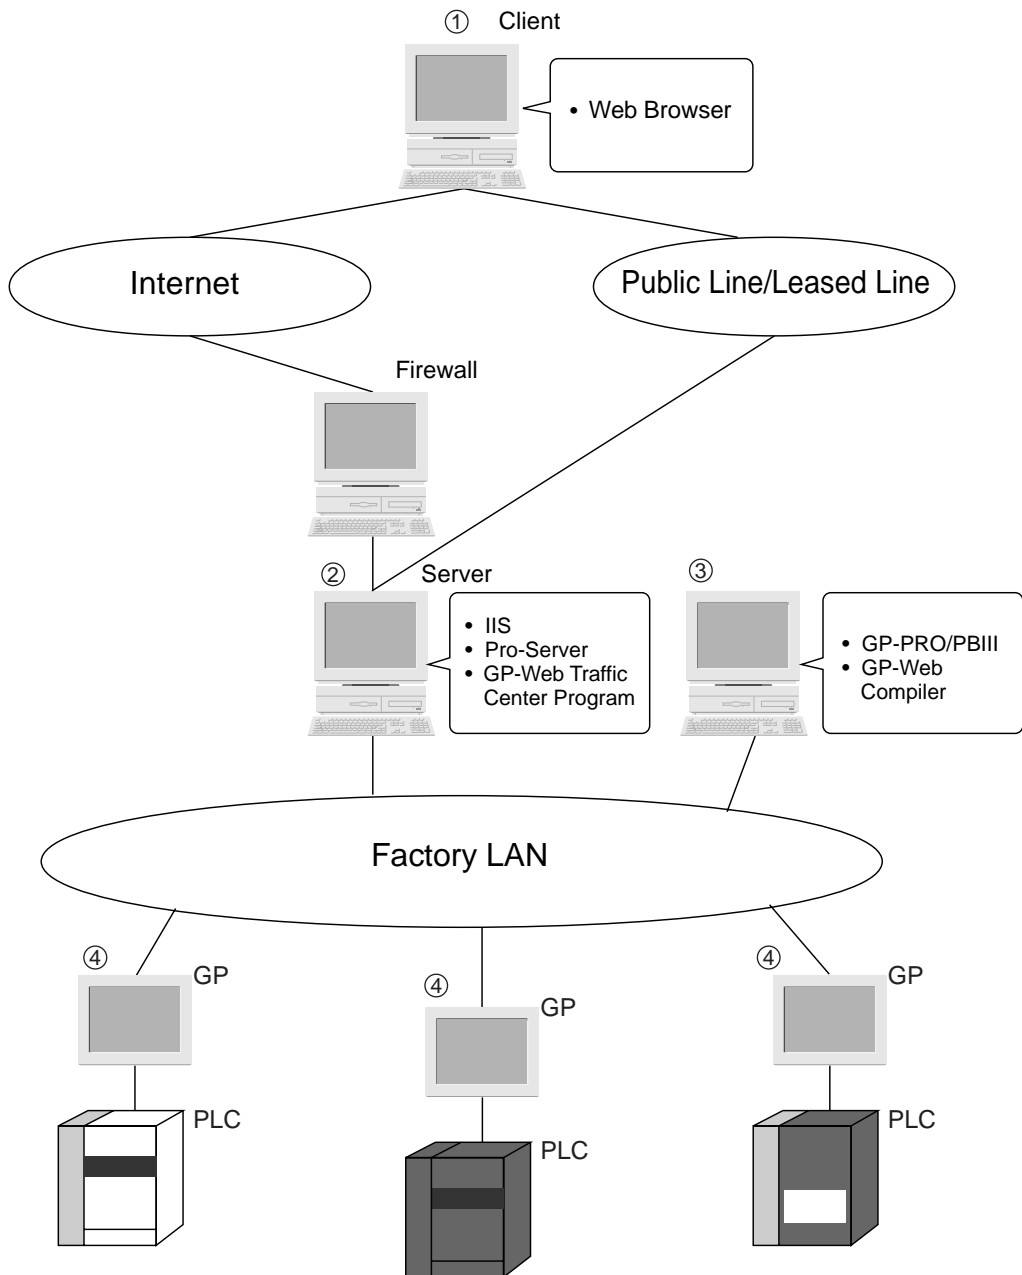 ① Client
• Web Browser
Internet
Public Line/Leased Line
Firewall
② Server
③
• IIS
• Pro-Server
• GP-Web Traffic
Center Program
• GP-PRO/PBIII
• GP-Web
Compiler
Factory LAN
④ GP
④ GP
④ GP
PLC
PLC
PLC